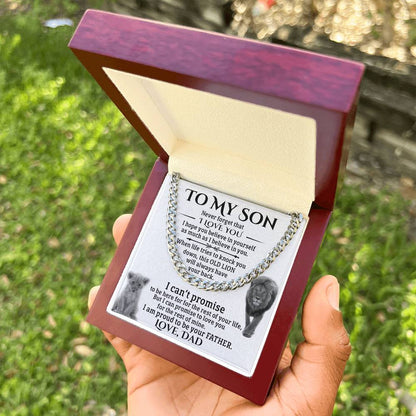 TO MY SON
Never forget that
I LOVE YOU
I hope you believe in yourself
as much as I believe in you.
When life tries to knock you
down, this OLD LION
will always have
your back.
I can't promise
to be here for for the rest of your life.
But I can promise to love you
for the rest of mine.
I am proud to be your FATHER.
LOVE, DAD